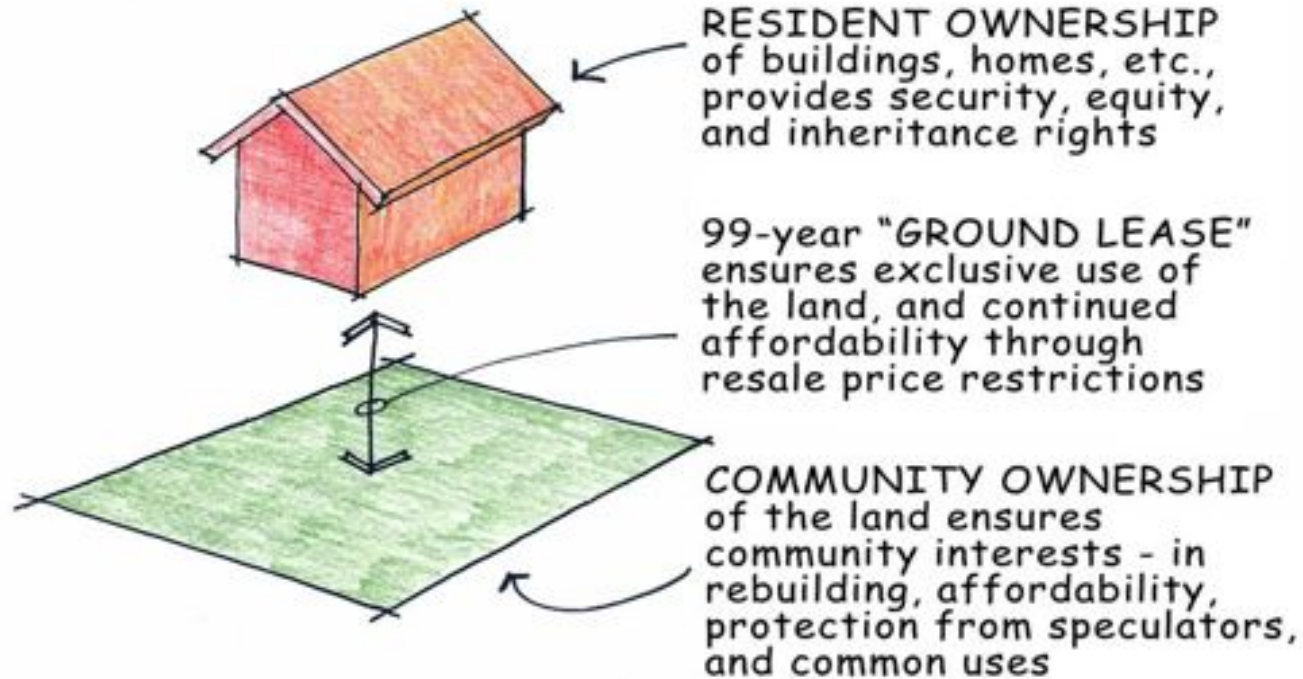 RESIDENT OWNERSHIP
of buildings, homes, etc.,
provides security, equity,
and inheritance rights
99-year “GROUND LEASE”
ensures exclusive use of
the land, and continued
affordability through
resale price restrictions
COMMUNITY OWNERSHIP
of the land ensures
community interests - in
rebuilding, affordability,
protection from speculators,
and common uses